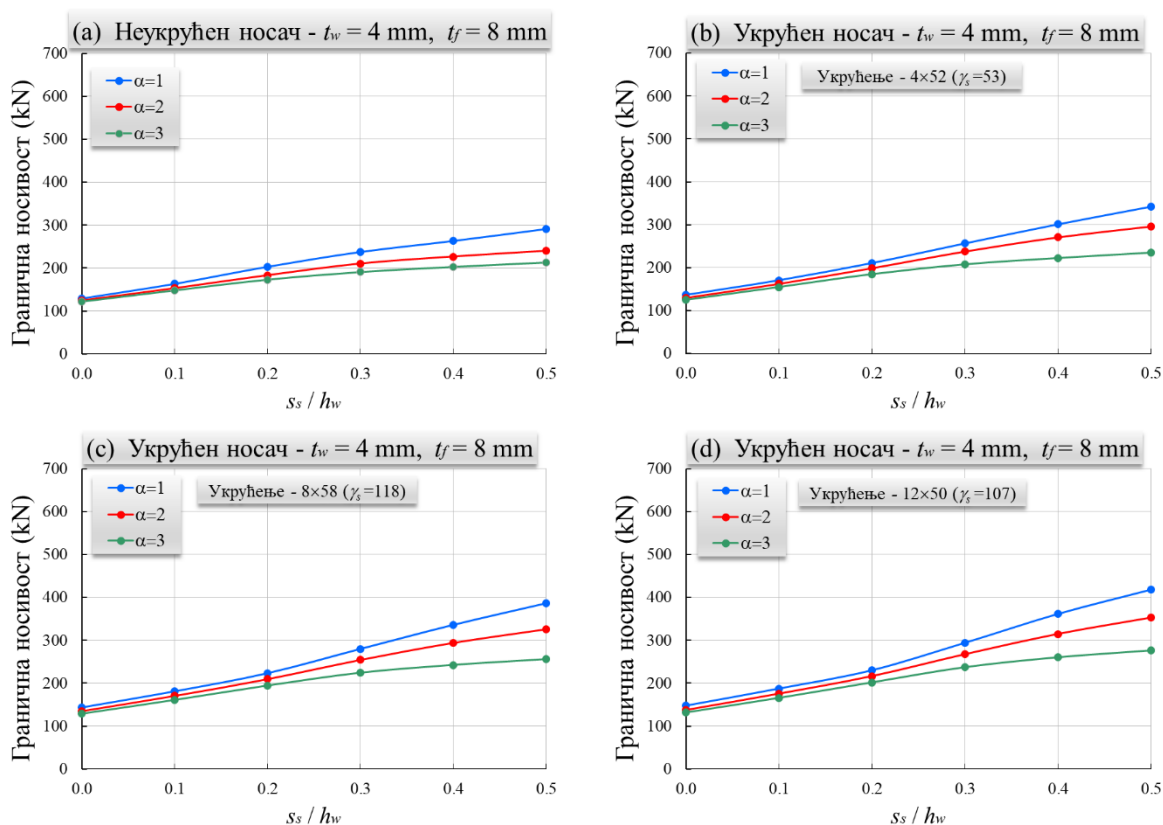 (a) Неукрућен носач - tw = 4 mm, tf = 8 mm
Гранична носивост (kN)
700
600
500
400
300
200
100
0
α=1
α=2
α=3
0.0 0.1 0.2 0.3 0.4 0.5
ss / hw
(b) Укрућен носач - tw = 4 mm, tf = 8 mm
Гранична носивост (kN)
700
600
500
400
300
200
100
0
α=1
α=2
α=3
Укрућење - 4×52 (γs =53)
0.0 0.1 0.2 0.3 0.4 0.5
ss / hw
(c) Укрућен носач - tw = 4 mm, tf = 8 mm
Гранична носивост (kN)
700
600
500
400
300
200
100
0
α=1
α=2
α=3
Укрућење - 8×58 (γs =118)
0.0 0.1 0.2 0.3 0.4 0.5
ss / hw
(d) Укрућен носач - tw = 4 mm, tf = 8 mm
Гранична носивост (kN)
700
600
500
400
300
200
100
0
α=1
α=2
α=3
Укрућење - 12×50 (γs =107)
0.0 0.1 0.2 0.3 0.4 0.5
ss / hw